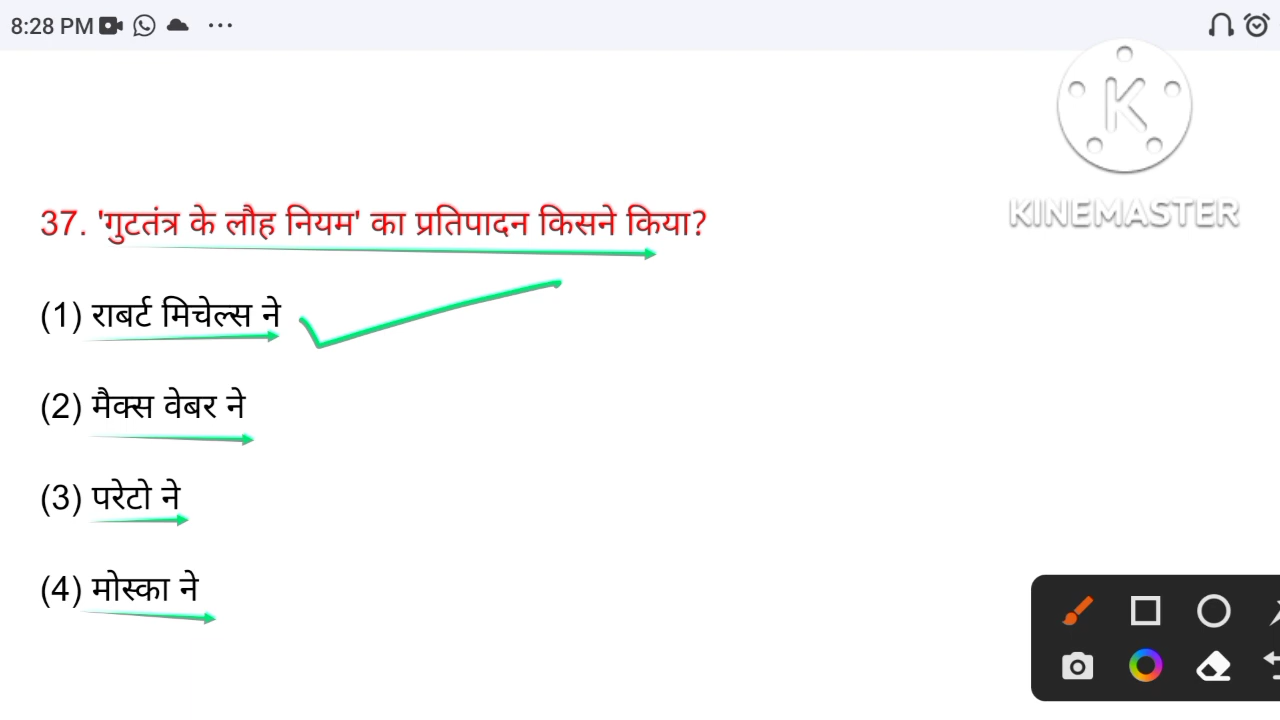 8:28 PM
KINEMASTER
37. 'गुटतंत्र के लौह नियम' का प्रतिपादन किसने किया?
(1) राबर्ट मिचेल्स ने
(2) मैक्स वेबर ने
(3) परेटो ने
(4) मोस्का ने